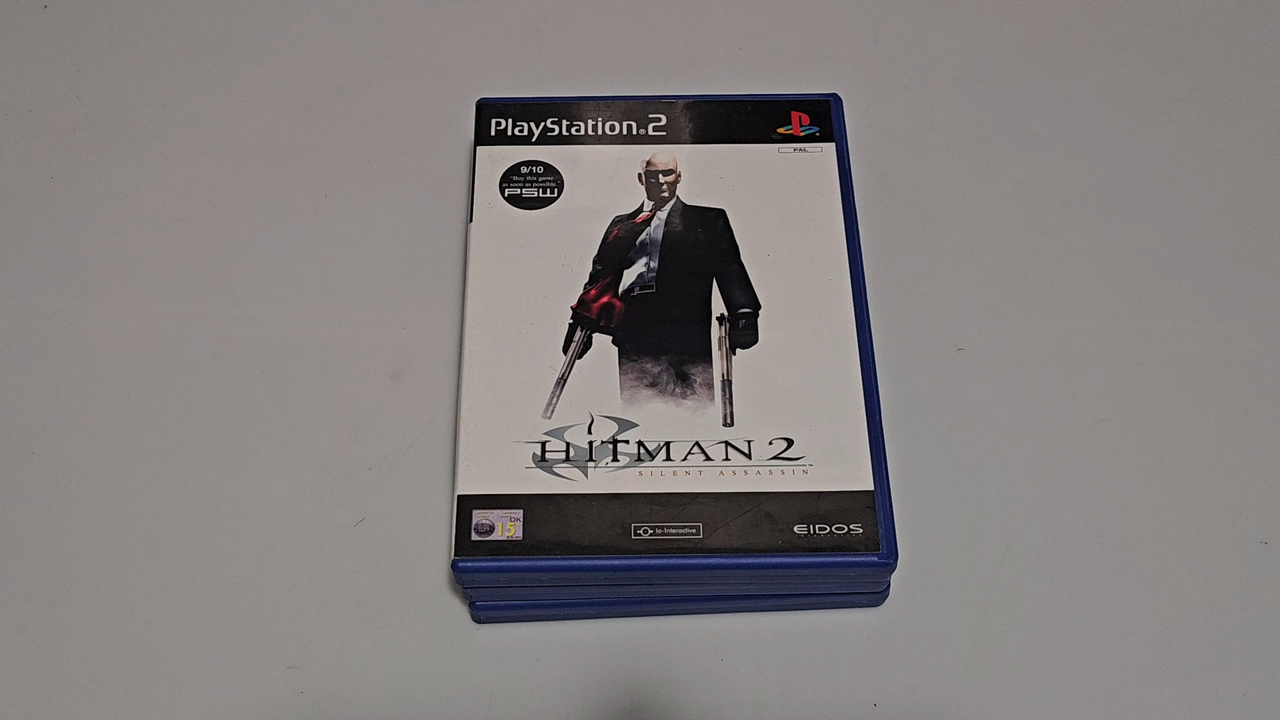 PlayStation®2
PAL
9/10
"Buy this game
as soon as possible."
PSW
HITMAN 2
SILENT ASSASSIN
15
Io-Interactive
EIDOS
INTERACTIVE